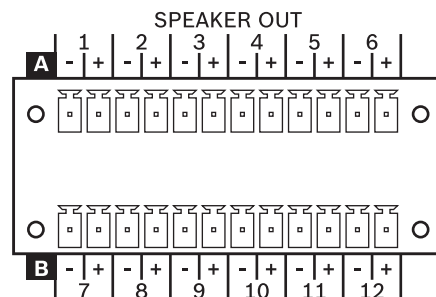 SPEAKER OUT
1 2 3 4 5 6
A - + - + - + - + - + - +
B - + - + - + - + - + - +
7 8 9 10 11 12